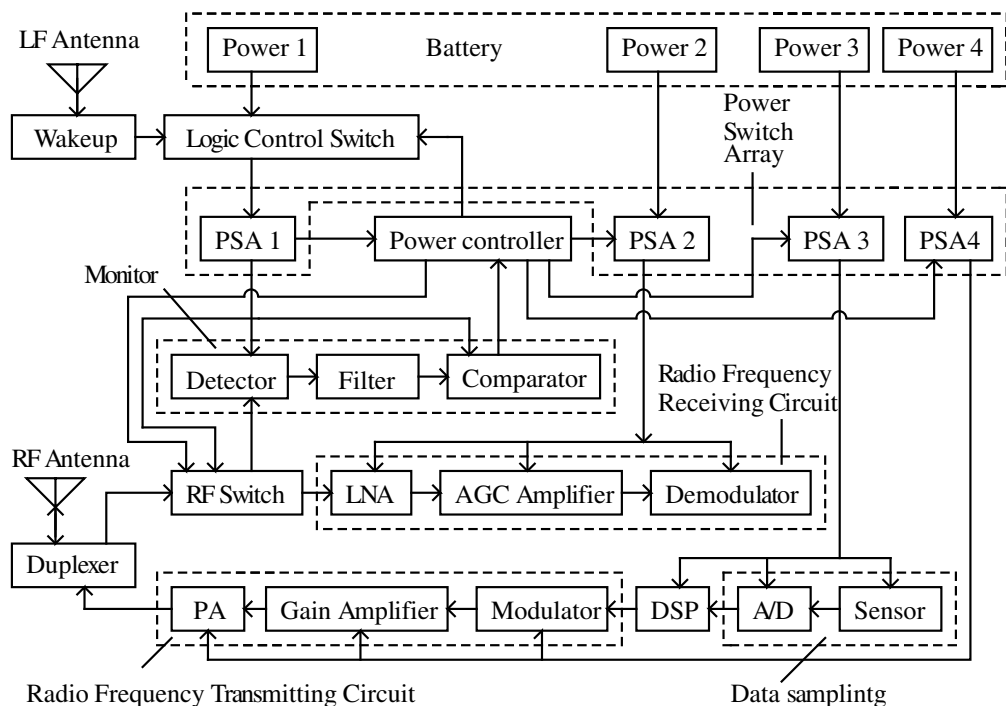 LF Antenna
Power 1
Battery
Power 2
Power 3
Power 4
Wakeup
Logic Control Switch
Power
Switch
Array
PSA 1
Power controller
PSA 2
PSA 3
PSA4
Monitor
Detector
Filter
Comparator
Radio Frequency
Receiving Circuit
RF Antenna
RF Switch
LNA
AGC Amplifier
Demodulator
Duplexer
PA
Gain Amplifier
Modulator
DSP
A/D
Sensor
Radio Frequency Transmitting Circuit
Data samplintg